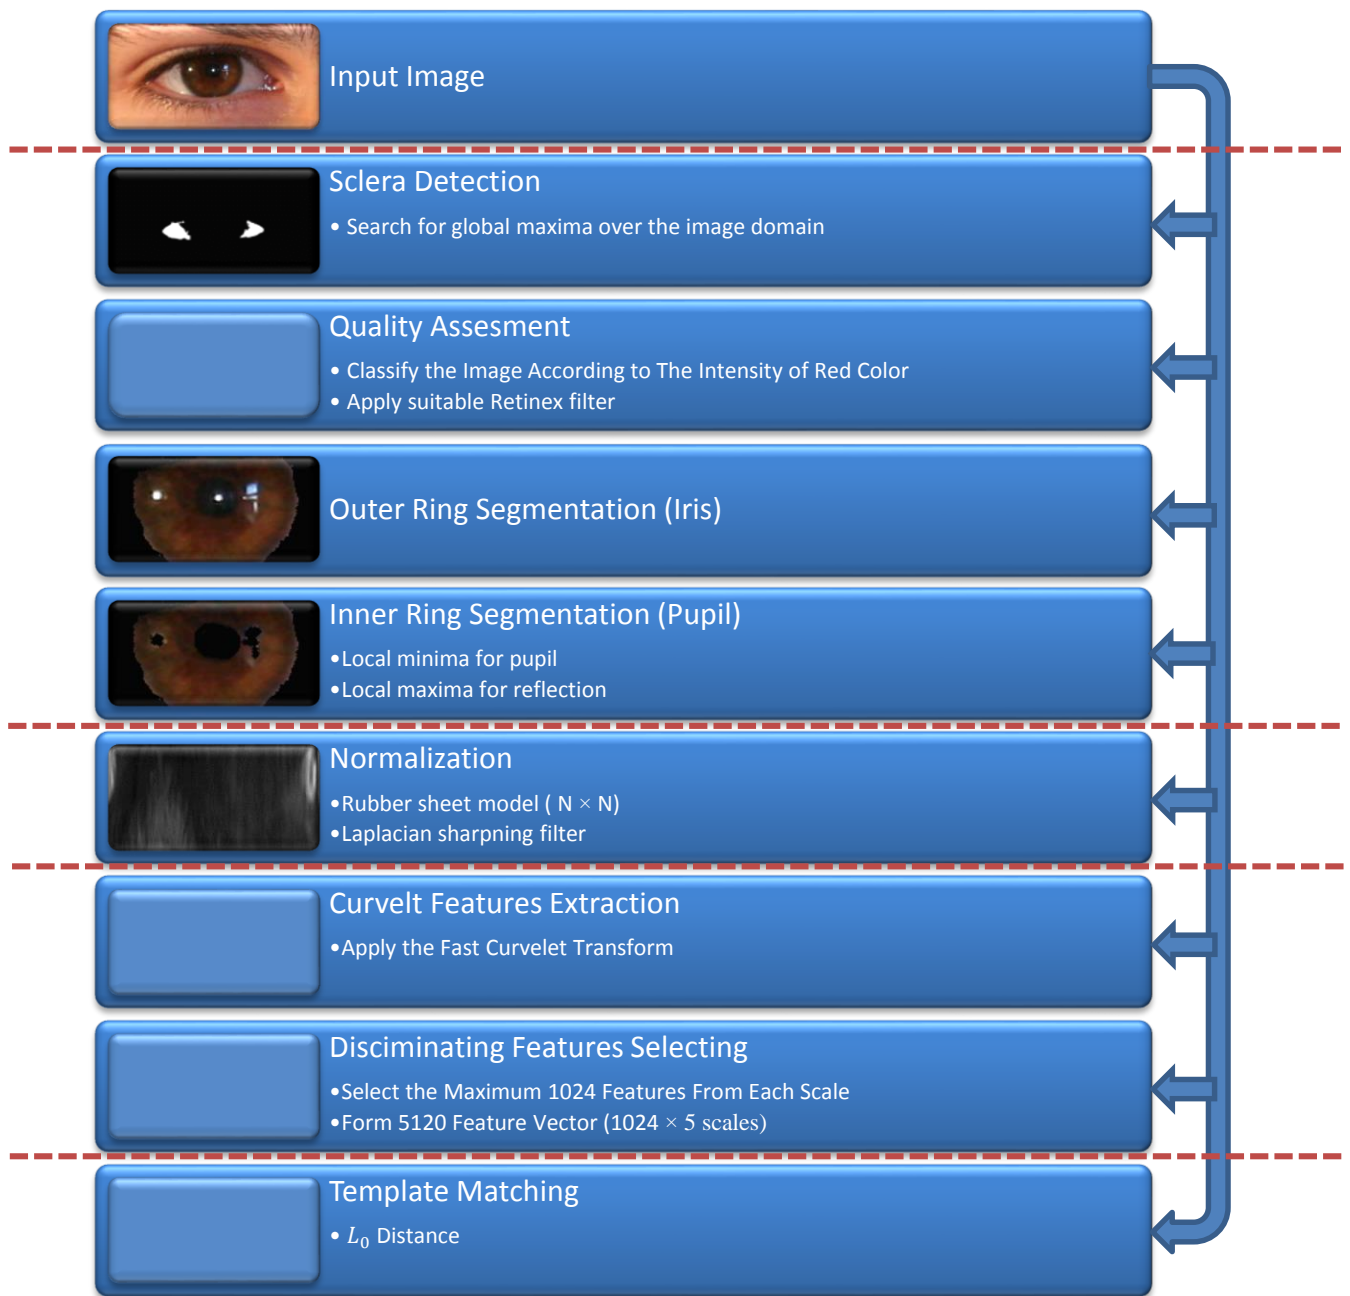 Input Image
Sclera Detection
• Search for global maxima over the image domain
Quality Assesment
• Classify the Image According to The Intensity of Red Color
• Apply suitable Retinex filter
Outer Ring Segmentation (Iris)
Inner Ring Segmentation (Pupil)
•Local minima for pupil
•Local maxima for reflection
Normalization
•Rubber sheet model ( N × N)
•Laplacian sharpning filter
Curvelt Features Extraction
•Apply the Fast Curvelet Transform
Disciminating Features Selecting
•Select the Maximum 1024 Features From Each Scale
•Form 5120 Feature Vector (1024 × 5 scales)
Template Matching
• L₀ Distance